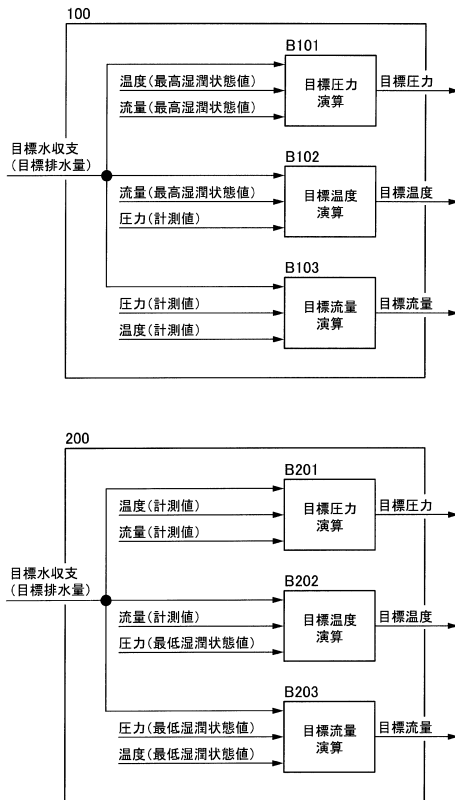 100
B101
温度(最高湿潤状態値)
流量(最高湿潤状態値)
目標圧力
演算
目標圧力
目標水収支
(目標排水量)
B102
流量(最高湿潤状態値)
圧力(計測値)
目標温度
演算
目標温度
B103
圧力(計測値)
温度(計測値)
目標流量
演算
目標流量
200
B201
温度(計測値)
流量(計測値)
目標圧力
演算
目標圧力
目標水収支
(目標排水量)
B202
流量(計測値)
圧力(最低湿潤状態値)
目標温度
演算
目標温度
B203
圧力(最低湿潤状態値)
温度(最低湿潤状態値)
目標流量
演算
目標流量